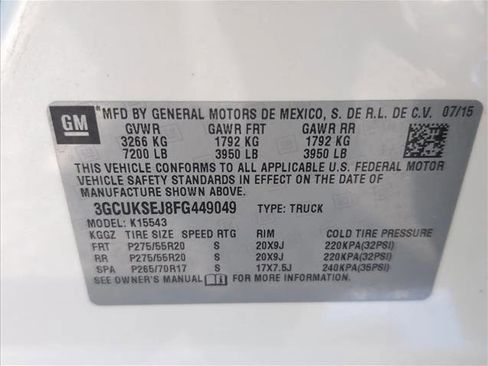 GM *MFD BY GENERAL MOTORS DE MEXICO, S. DE R.L. DE C.V. 07/15
GVWR GAWR FRT GAWR RR
3266 KG 1792 KG 1792 KG
7200 LB 3950 LB 3950 LB
THIS VEHICLE CONFORMS TO ALL APPLICABLE U.S. FEDERAL MOTOR
VEHICLE SAFETY STANDARDS IN EFFECT ON THE DATE OF
MANUFACTURE SHOWN ABOVE.
3GCUKSEJ8FG449049 TYPE: TRUCK
MODEL: K15543
KGGZ TIRE SIZE SPEED RTG RIM COLD TIRE PRESSURE
FRT P275/55R20 S 20X9J 220KPA(32PSI)
RR P275/55R20 S 20X9J 220KPA(32PSI)
SPA P265/70R17 S 17X7.5J 240KPA(35PSI)
SEE OWNER'S MANUAL FOR MORE INFORMATION.